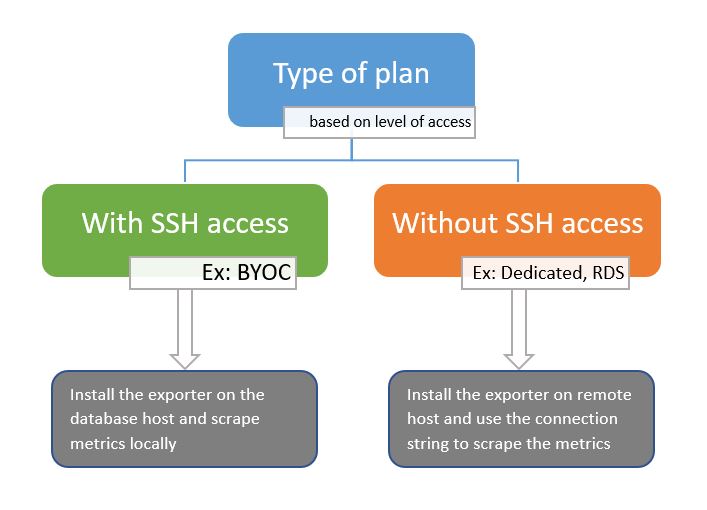 Type of plan
based on level of access
With SSH access
Ex: BYOC
Without SSH access
Ex: Dedicated, RDS
Install the exporter on the
database host and scrape
metrics locally
Install the exporter on remote
host and use the connection
string to scrape the metrics